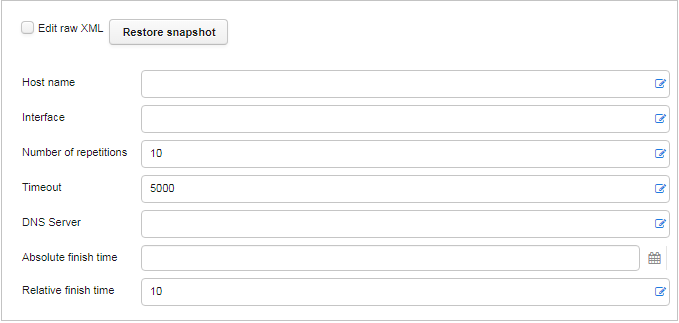 Edit raw XML Restore snapshot
Host name
Interface
Number of repetitions 10
Timeout 5000
DNS Server
Absolute finish time
Relative finish time 10